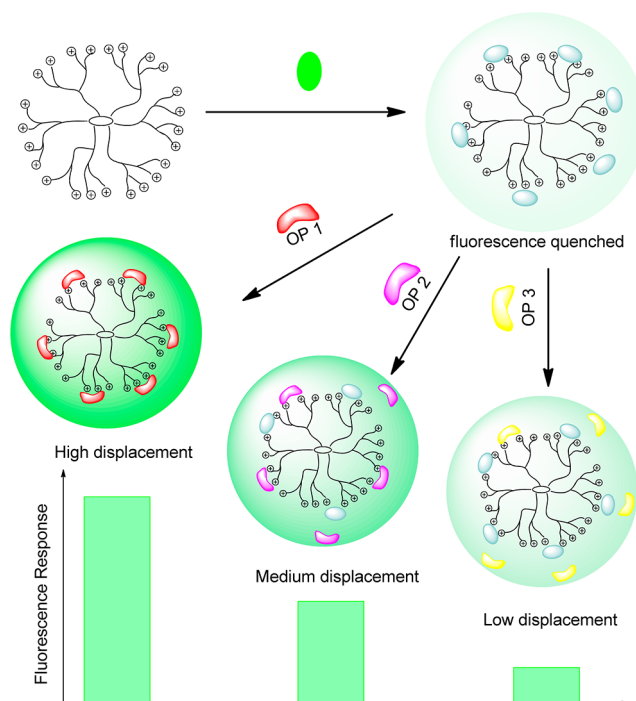 fluorescence quenched
OP 1
OP 2
OP 3
High displacement
Medium displacement
Low displacement
Fluorescence Response